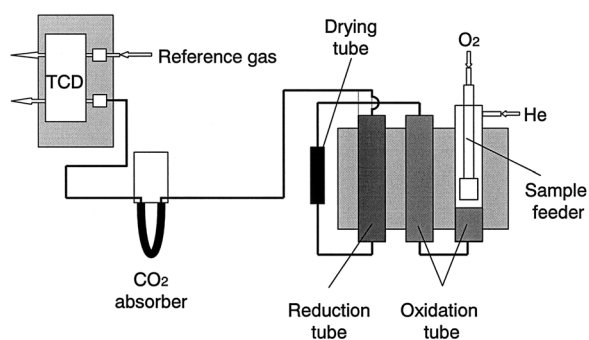 Drying
tube
O2
Reference gas
TCD
He
Sample
feeder
CO2
absorber
Reduction
tube
Oxidation
tube